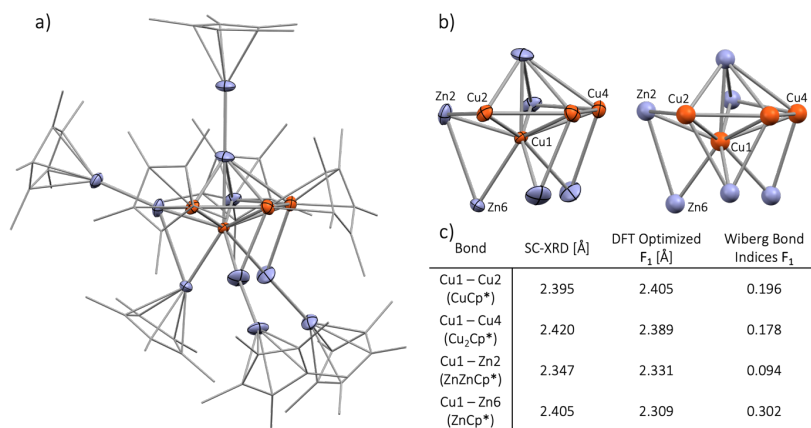 a)
b)
Zn2
Cu2
Cu4
Cu1
Zn6
Zn2
Cu2
Cu4
Cu1
Zn6
c)
Bond SC-XRD [Å] DFT Optimized F₁ [Å] Wiberg Bond Indices F₁
Cu1 – Cu2 (CuCp*) 2.395 2.405 0.196
Cu1 – Cu4 (Cu₂Cp*) 2.420 2.389 0.178
Cu1 – Zn2 (ZnZnCp*) 2.347 2.331 0.094
Cu1 – Zn6 (ZnCp*) 2.405 2.309 0.302